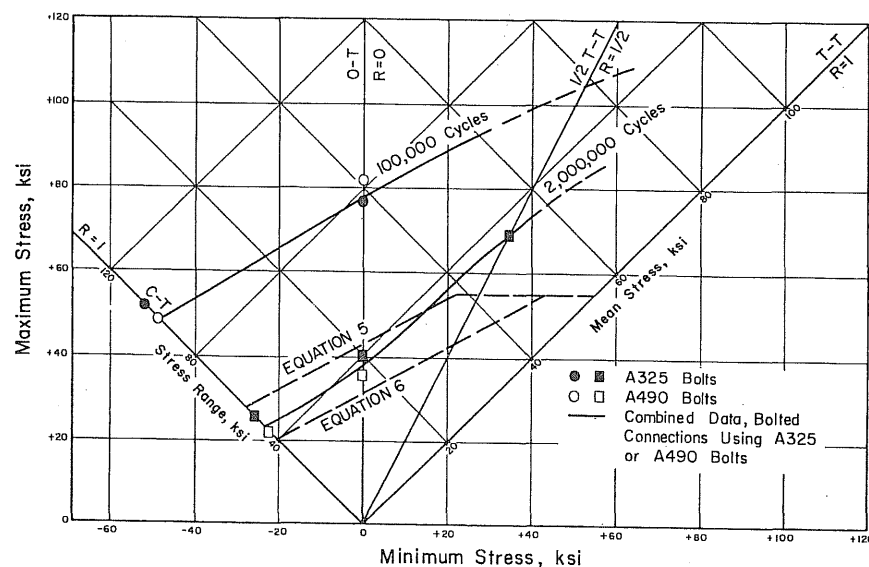 +120
+100
+80
+60
+40
+20
0
Maximum Stress, ksi
-60
-40
-20
0
+20
+40
+60
+80
+100
+120
Minimum Stress, ksi
O-T
R=0
1/2 T-T
R=1/2
T-T
R=1
R=1
C-T
120
80
40
Stress Range, ksi
20
40
60
80
100
Mean Stress, ksi
100,000 Cycles
2,000,000 Cycles
EQUATION 5
EQUATION 6
A325 Bolts
A490 Bolts
Combined Data, Bolted
Connections Using A325
or A490 Bolts